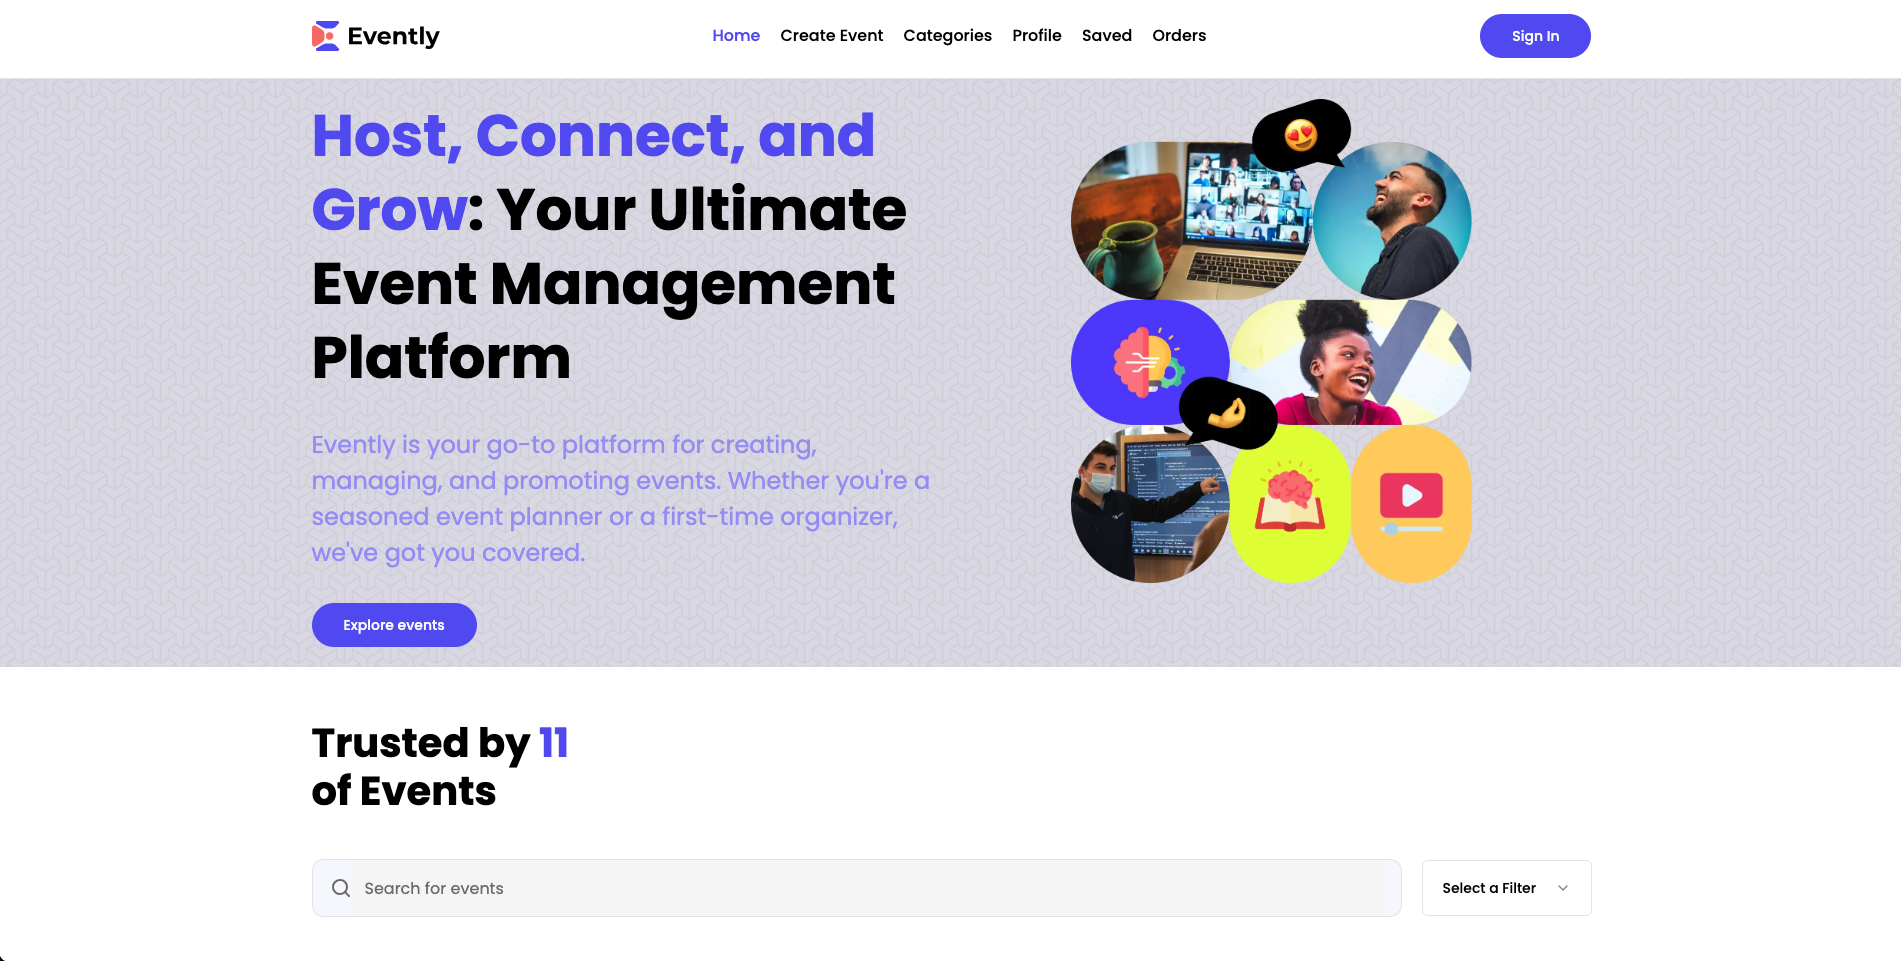 Evently
Home Create Event Categories Profile Saved Orders
Sign In
Host, Connect, and
Grow: Your Ultimate
Event Management
Platform
Evently is your go-to platform for creating,
managing, and promoting events. Whether you're a
seasoned event planner or a first-time organizer,
we've got you covered.
Explore events
Trusted by 11
of Events
Search for events
Select a Filter